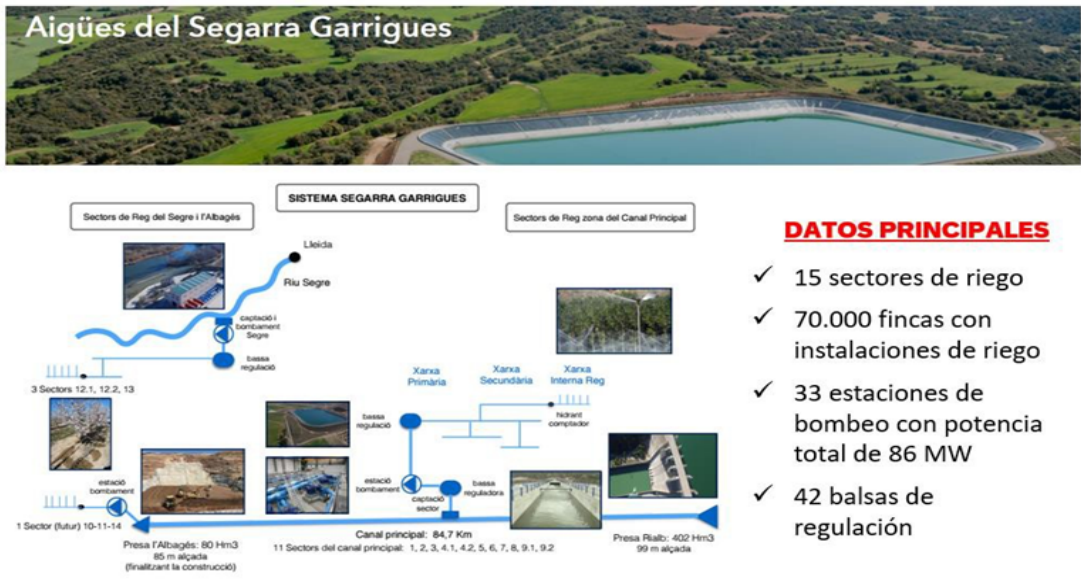 Aigües del Segarra Garrigues
SISTEMA SEGARRA GARRIGUES
Sectors de Reg del Segre i l'Albagés
Sectors de Reg zona del Canal Principal
Lleida
Riu Segre
captació i
bombament
Segre
bassa
regulació
3 Sectors 12.1, 12.2, 13
Xarxa
Primària
Xarxa
Secundària
Xarxa
Interna Reg
hidrant
comptador
bassa
regulació
estació
bombament
captació
sector
bassa
reguladora
estació
bombament
1 Sector (futur) 10-11-14
Presa l'Albagés: 80 Hm3
85 m alçada
(finalitzant la construcció)
Canal principal: 84,7 Km
11 Sectors del canal principal: 1, 2, 3, 4.1, 4.2, 5, 6, 7, 8, 9.1, 9.2
Presa Rialb: 402 Hm3
99 m alçada
DATOS PRINCIPALES
✓ 15 sectores de riego
✓ 70.000 fincas con
instalaciones de riego
✓ 33 estaciones de
bombeo con potencia
total de 86 MW
✓ 42 balsas de
regulación